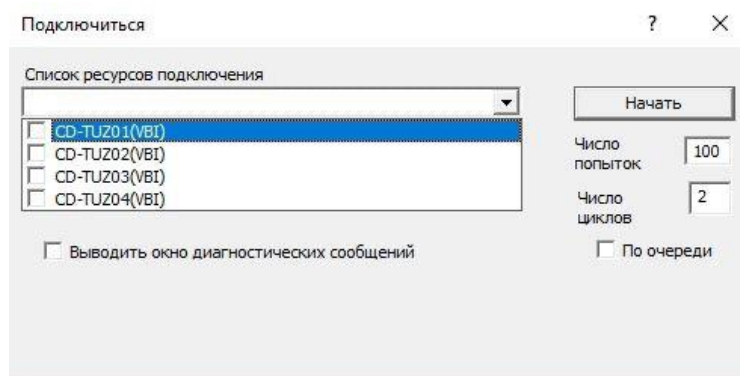 Подключиться
?
Список ресурсов подключения
Начать
CD-TUZ01(VBI)
CD-TUZ02(VBI)
CD-TUZ03(VBI)
CD-TUZ04(VBI)
Число
попыток
100
Число
циклов
2
Выводить окно диагностических сообщений
По очереди